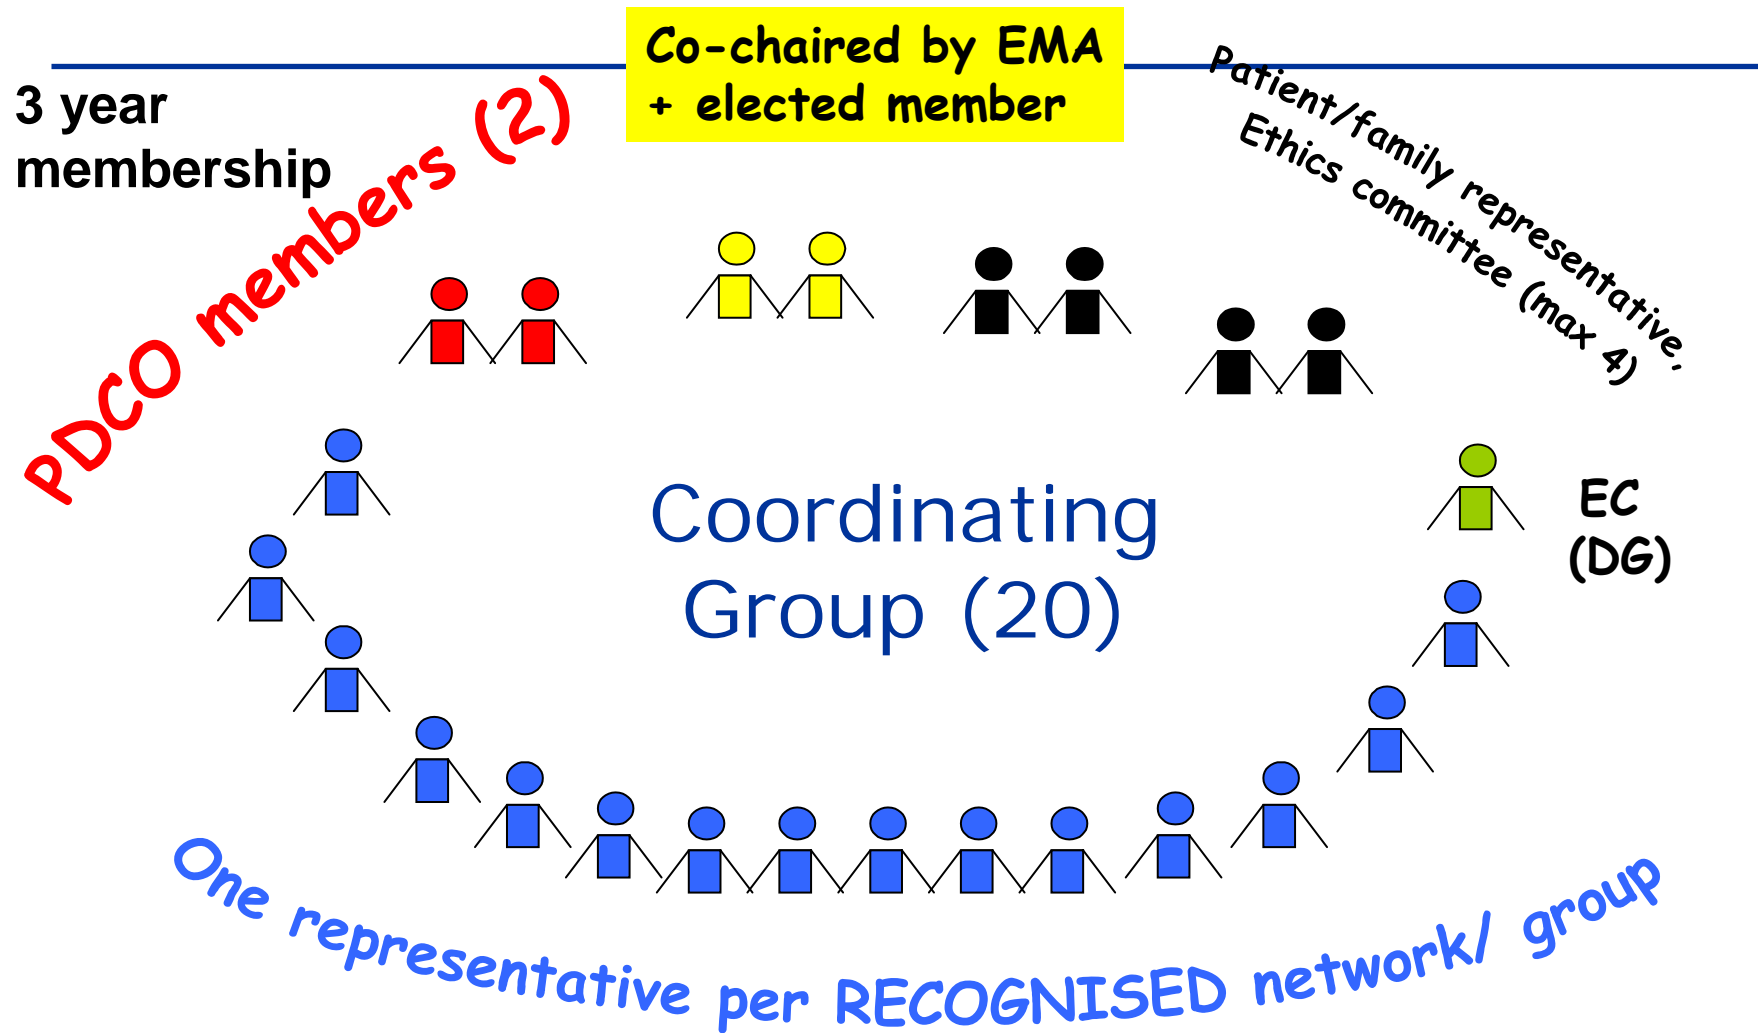 Co-chaired by EMA
+ elected member
3 year
membership
PDCO members (2)
Patient/family representative,
Ethics committee (max 4)
Coordinating
Group (20)
EC
(DG)
One representative per RECOGNISED network/ group